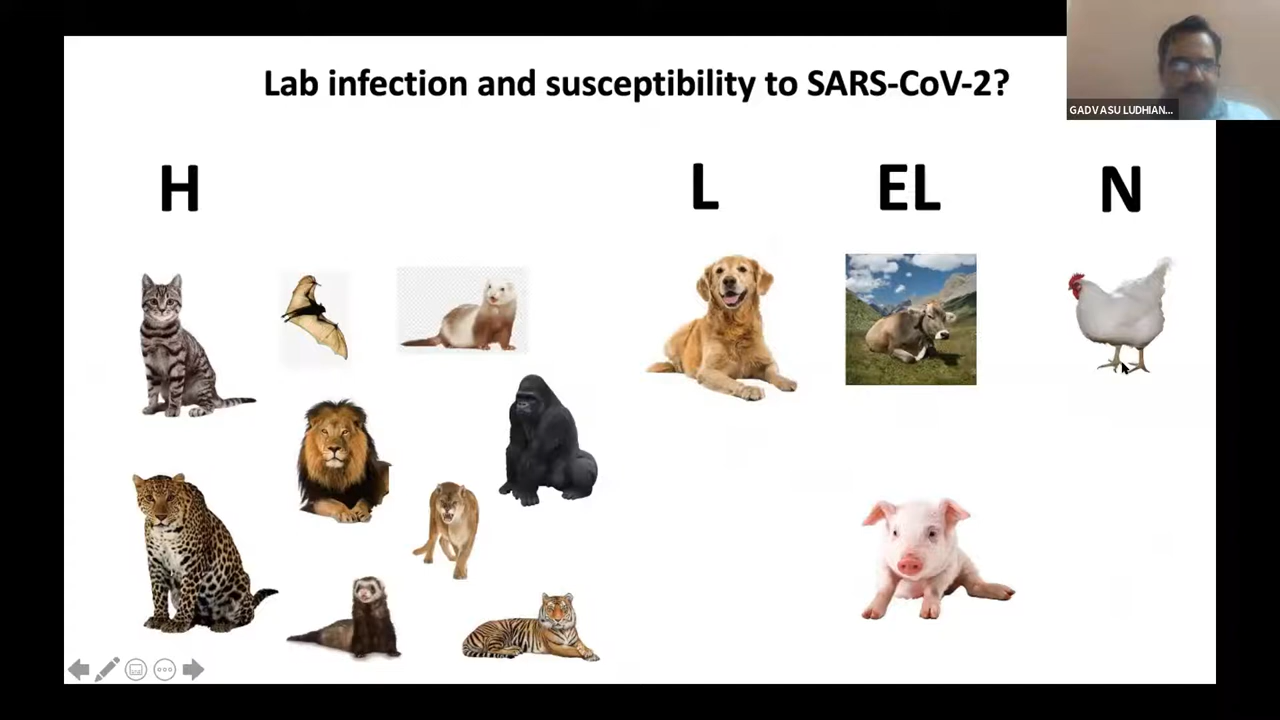 Lab infection and susceptibility to SARS-CoV-2?
GADVASU LUDHIAN...
H L EL N